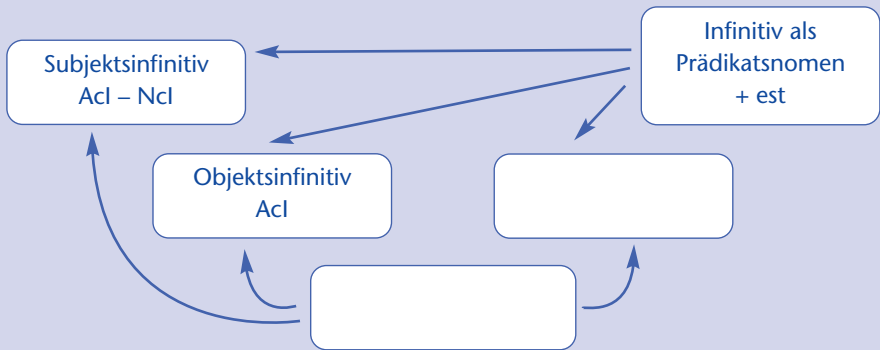 Infinitiv als
Prädikatsnomen
+ est
Subjektsinfinitiv
AcI – NcI
Objektsinfinitiv
AcI